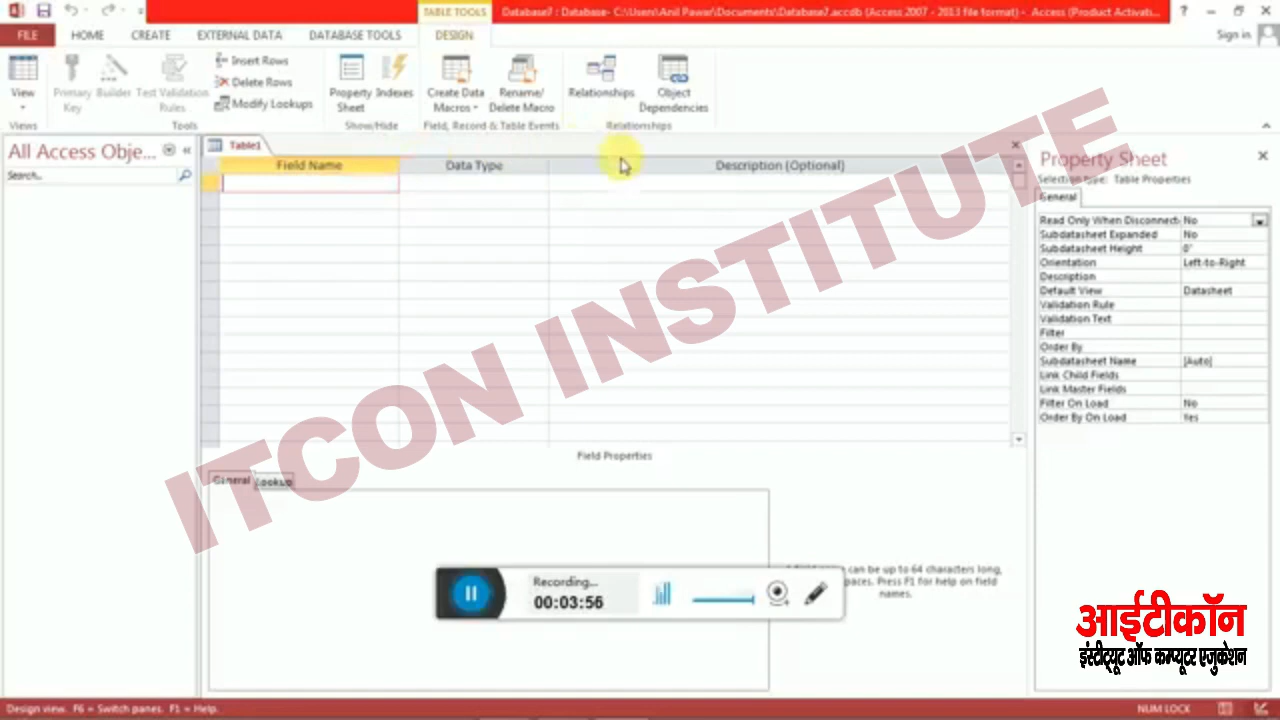 TABLE TOOLS
Database7 : Database- C:\Users\Anil Pawar\Documents\Database7.accdb (Access 2007 - 2013 file format) - Access (Product Activati...
FILE HOME CREATE EXTERNAL DATA DATABASE TOOLS DESIGN Sign in
View
Primary Key
Builder
Test Validation Rules
Insert Rows
Delete Rows
Modify Lookups
Property Sheet
Indexes
Create Data Macros
Rename/ Delete Macro
Relationships
Object Dependencies
Views Tools Show/Hide Field, Record & Table Events Relationships
All Access Obje...
Search...
Table1
Field Name Data Type Description (Optional)
Property Sheet
Selection type: Table Properties
General
Read Only When Disconnect No
Subdatasheet Expanded No
Subdatasheet Height 0"
Orientation Left-to-Right
Description
Default View Datasheet
Validation Rule
Validation Text
Filter
Order By
Subdatasheet Name [Auto]
Link Child Fields
Link Master Fields
Filter On Load No
Order By On Load Yes
ITCON INSTITUTE
Field Properties
General Lookup
can be up to 64 characters long,
Press F1 for help on field
names.
Recording...
00:03:56
आईटीकॉन
इंस्टीट्यूट ऑफ कम्प्यूटर एजुकेशन
Design view. F6 = Switch panes. F1 = Help. NUM LOCK